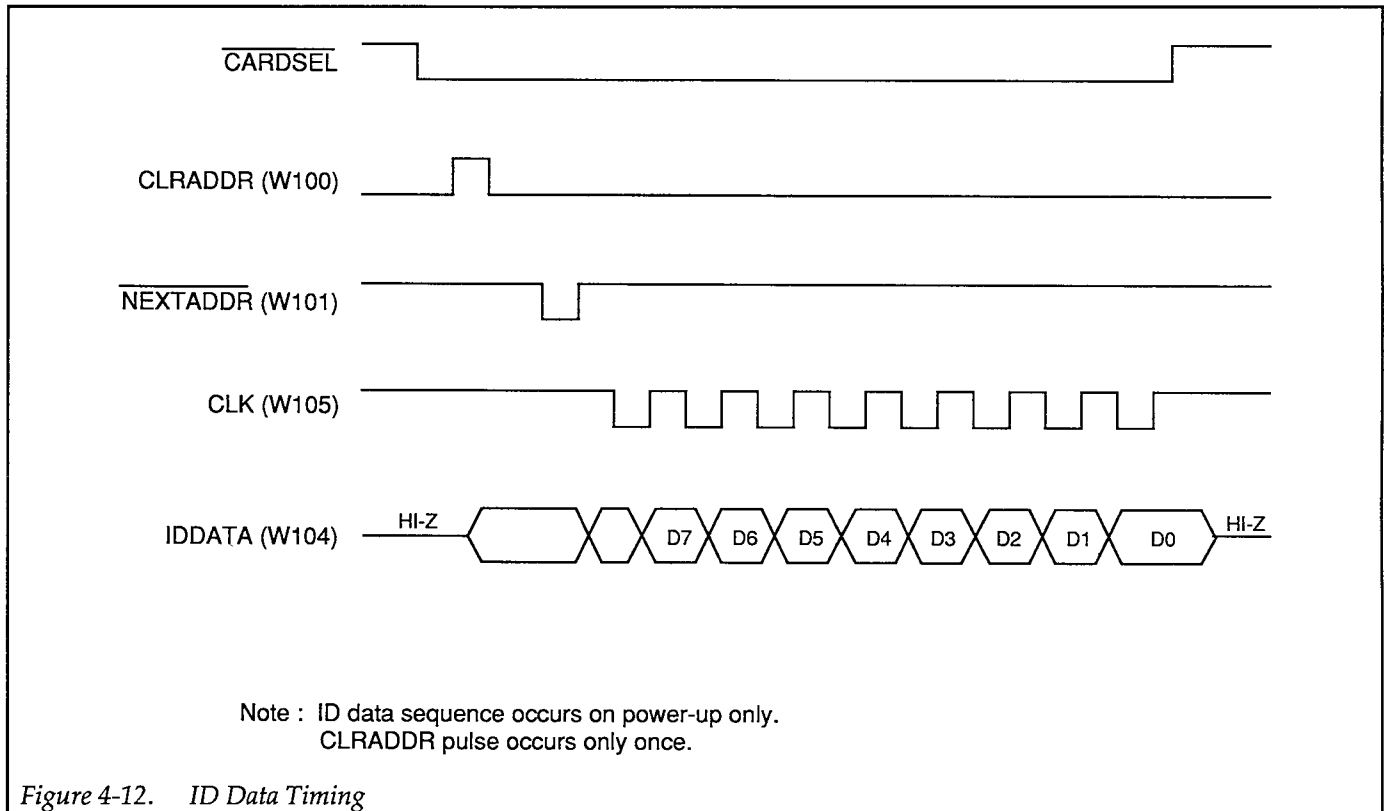 CARDSEL
CLRADDR (W100)
NEXTADDR (W101)
CLK (W105)
IDDATA (W104)
HI-Z
D7
D6
D5
D4
D3
D2
D1
D0
HI-Z
Note : ID data sequence occurs on power-up only.
CLRADDR pulse occurs only once.
Figure 4-12. ID Data Timing